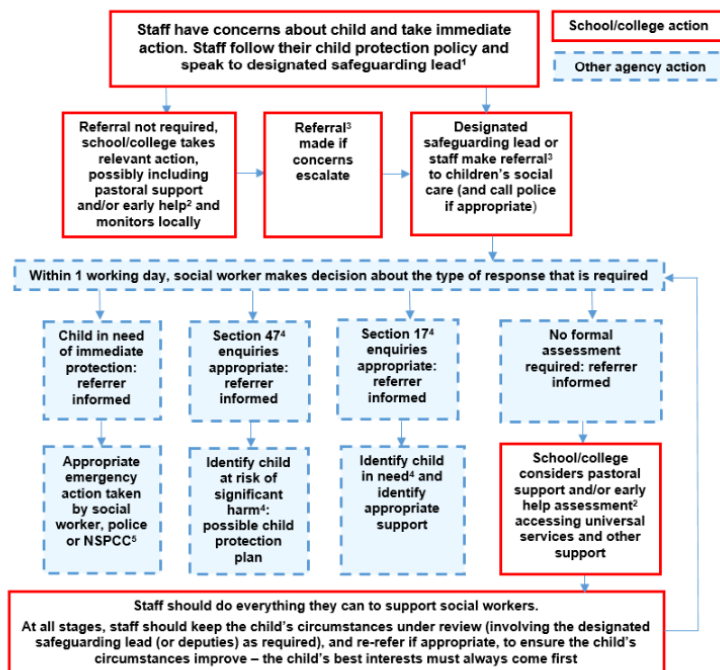 Staff have concerns about child and take immediate
action. Staff follow their child protection policy and
speak to designated safeguarding lead¹
School/college action
Other agency action
Referral not required,
school/college takes
relevant action,
possibly including
pastoral support
and/or early help² and
monitors locally
Referral³
made if
concerns
escalate
Designated
safeguarding lead or
staff make referral³
to children's social
care (and call police
if appropriate)
Within 1 working day, social worker makes decision about the type of response that is required
Child in need
of immediate
protection:
referrer
informed
Section 47⁴
enquiries
appropriate:
referrer
informed
Section 17⁴
enquiries
appropriate:
referrer
informed
No formal
assessment
required: referrer
informed
Appropriate
emergency
action taken
by social
worker, police
or NSPCC⁵
Identify child
at risk of
significant
harm⁴:
possible child
protection
plan
Identify child
in need⁴ and
identify
appropriate
support
School/college
considers pastoral
support and/or early
help assessment²
accessing universal
services and other
support
Staff should do everything they can to support social workers.
At all stages, staff should keep the child's circumstances under review (involving the designated
safeguarding lead (or deputies) as required), and re-refer if appropriate, to ensure the child's
circumstances improve – the child's best interests must always come first